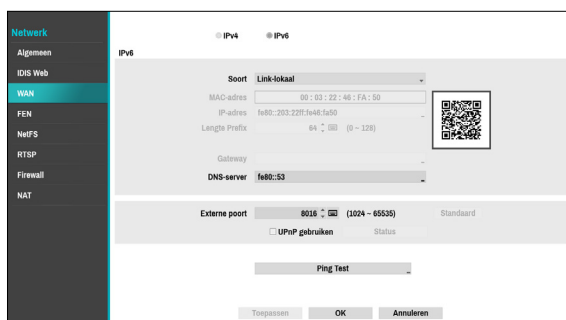 Netwerk
Algemeen
IDIS Web
WAN
FEN
NetFS
RTSP
Firewall
NAT
IPv4 IPv6
IPv6
Soort Link-lokaal
MAC-adres 00 : 03 : 22 : 46 : FA : 50
IP-adres fe80::203:22ff:fe46:fa50
Lengte Prefix 64 (0 ~ 128)
Gateway
DNS-server fe80::53
Externe poort 8016 (1024 ~ 65535) Standaard
UPnP gebruiken Status
Ping Test
Toepassen OK Annuleren